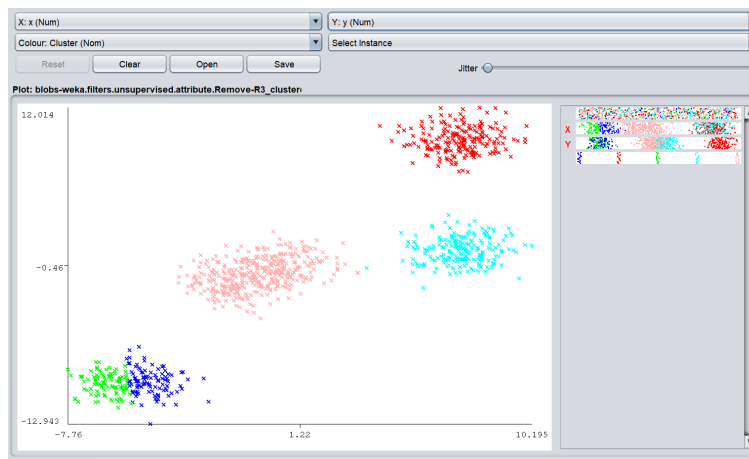 X: x (Num)
Y: y (Num)
Colour: Cluster (Nom)
Select Instance
Reset
Clear
Open
Save
Jitter
Plot: blobs-weka.filters.unsupervised.attribute.Remove-R3_clusterı
12.014
-0.46
-12.943
-7.76
1.22
10.195
X
Y